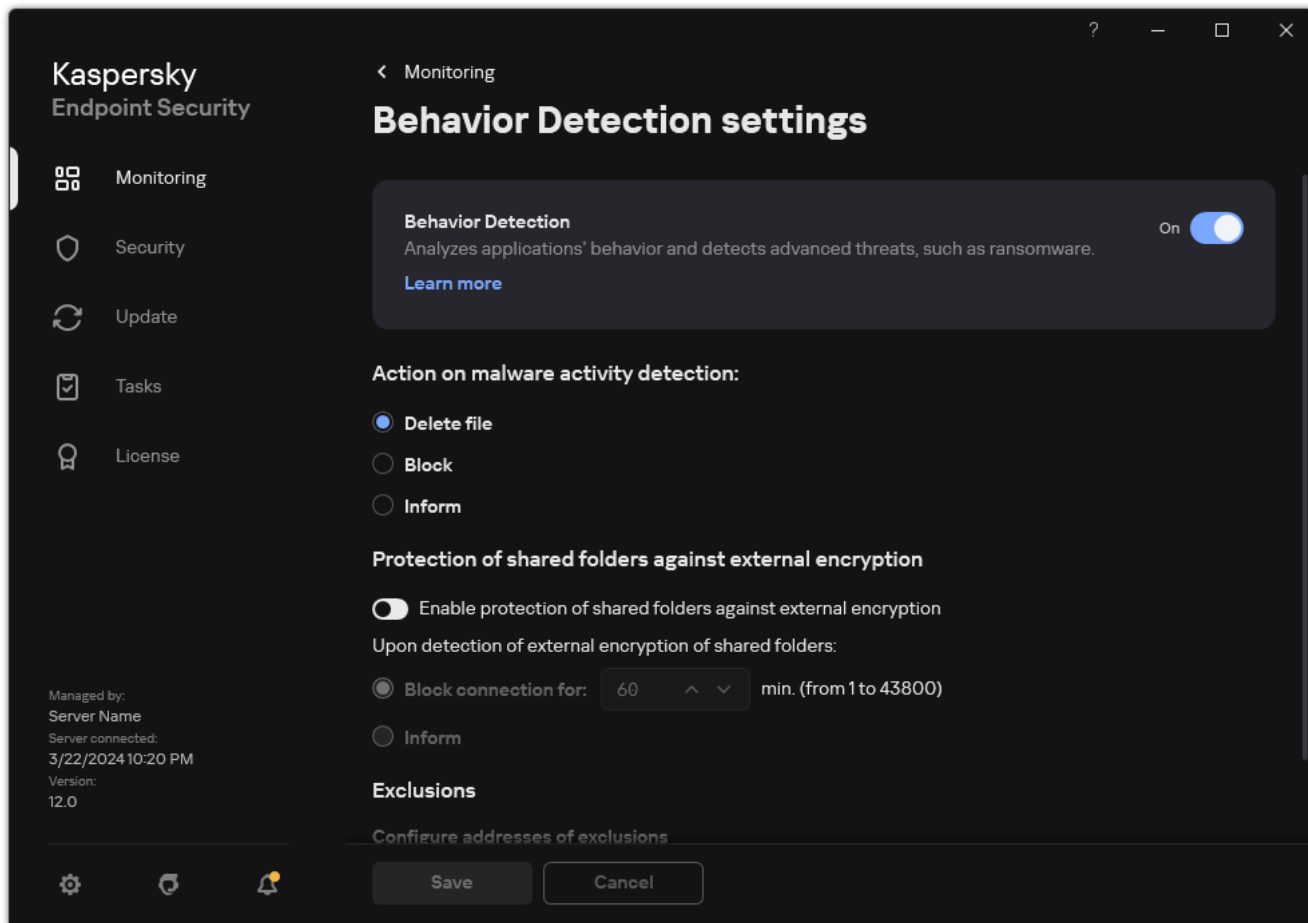 ?
Kaspersky
Endpoint Security
Monitoring
Security
Update
Tasks
License
Managed by:
Server Name
Server connected:
3/22/2024 10:20 PM
Version:
12.0
Monitoring
Behavior Detection settings
Behavior Detection
On
Analyzes applications' behavior and detects advanced threats, such as ransomware.
Learn more
Action on malware activity detection:
Delete file
Block
Inform
Protection of shared folders against external encryption
Enable protection of shared folders against external encryption
Upon detection of external encryption of shared folders:
Block connection for: 60 min. (from 1 to 43800)
Inform
Exclusions
Configure addresses of exclusions
Save Cancel